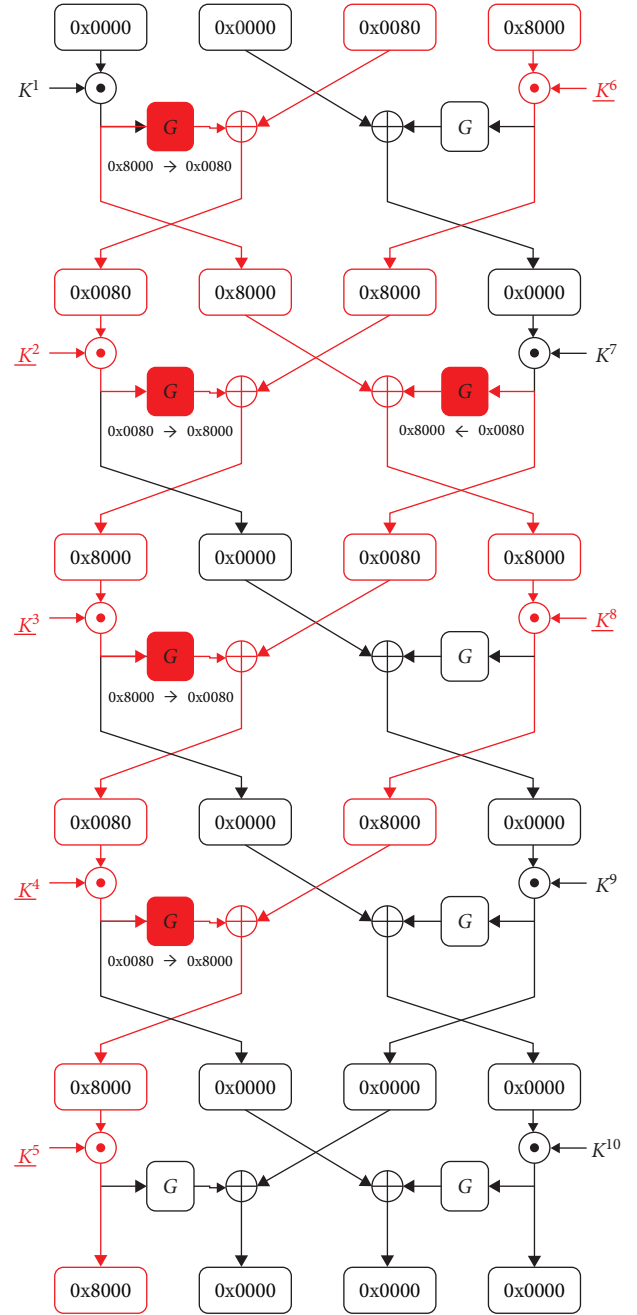 0x0000 0x0000 0x0080 0x8000
K¹ K⁶
G G
0x8000 → 0x0080
0x0080 0x8000 0x8000 0x0000
K² K⁷
G G
0x0080 → 0x8000 0x8000 ← 0x0080
0x8000 0x0000 0x0080 0x8000
K³ K⁸
G G
0x8000 → 0x0080
0x0080 0x0000 0x8000 0x0000
K⁴ K⁹
G G
0x0080 → 0x8000
0x8000 0x0000 0x0000 0x0000
K⁵ K¹⁰
G G
0x8000 0x0000 0x0000 0x0000